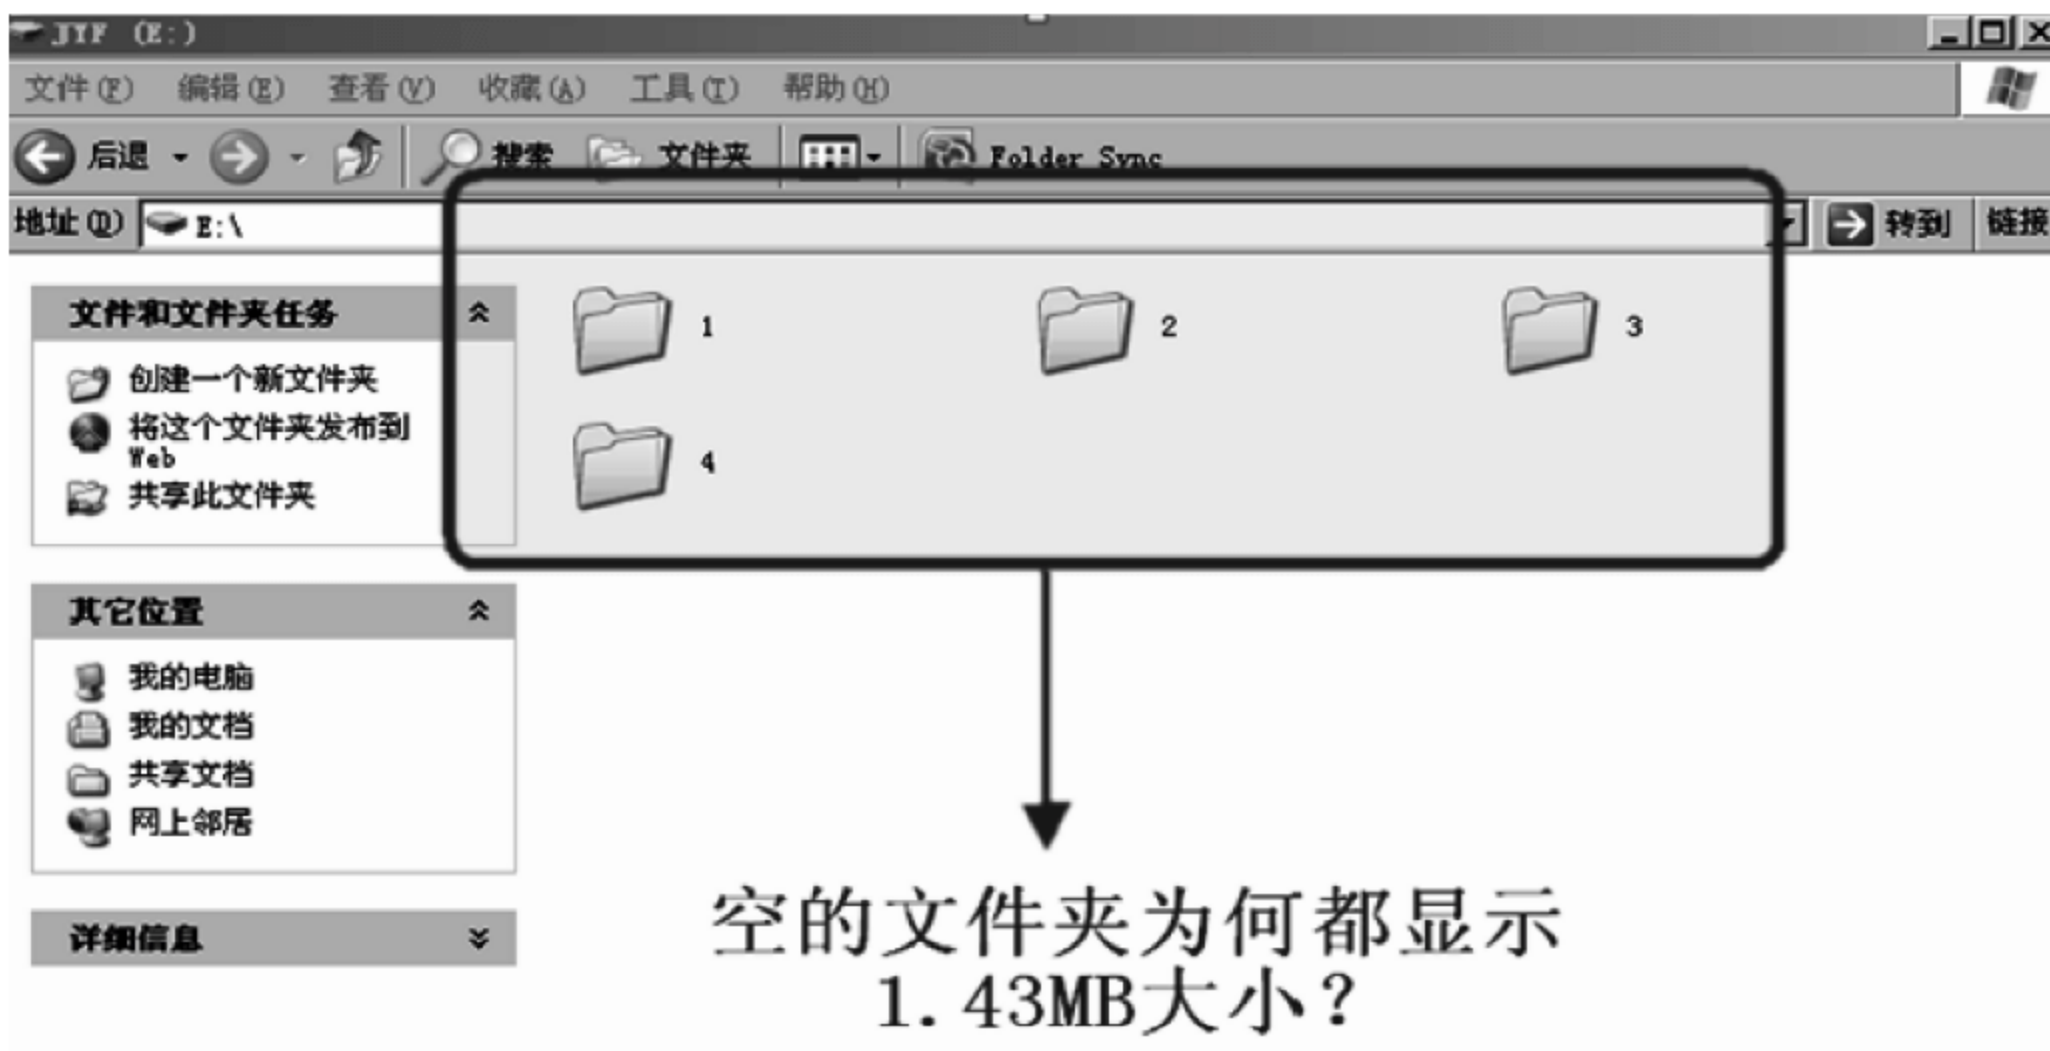 JYF (E:)
文件(F) 编辑(E) 查看(V) 收藏(A) 工具(T) 帮助(H)
后退 搜索 文件夹 Folder Sync
地址(D) E:\ 转到 链接
文件和文件夹任务
创建一个新文件夹
将这个文件夹发布到
Web
共享此文件夹
1 2 3
4
其它位置
我的电脑
我的文档
共享文档
网上邻居
详细信息
空的文件夹为何都显示
1.43MB大小?